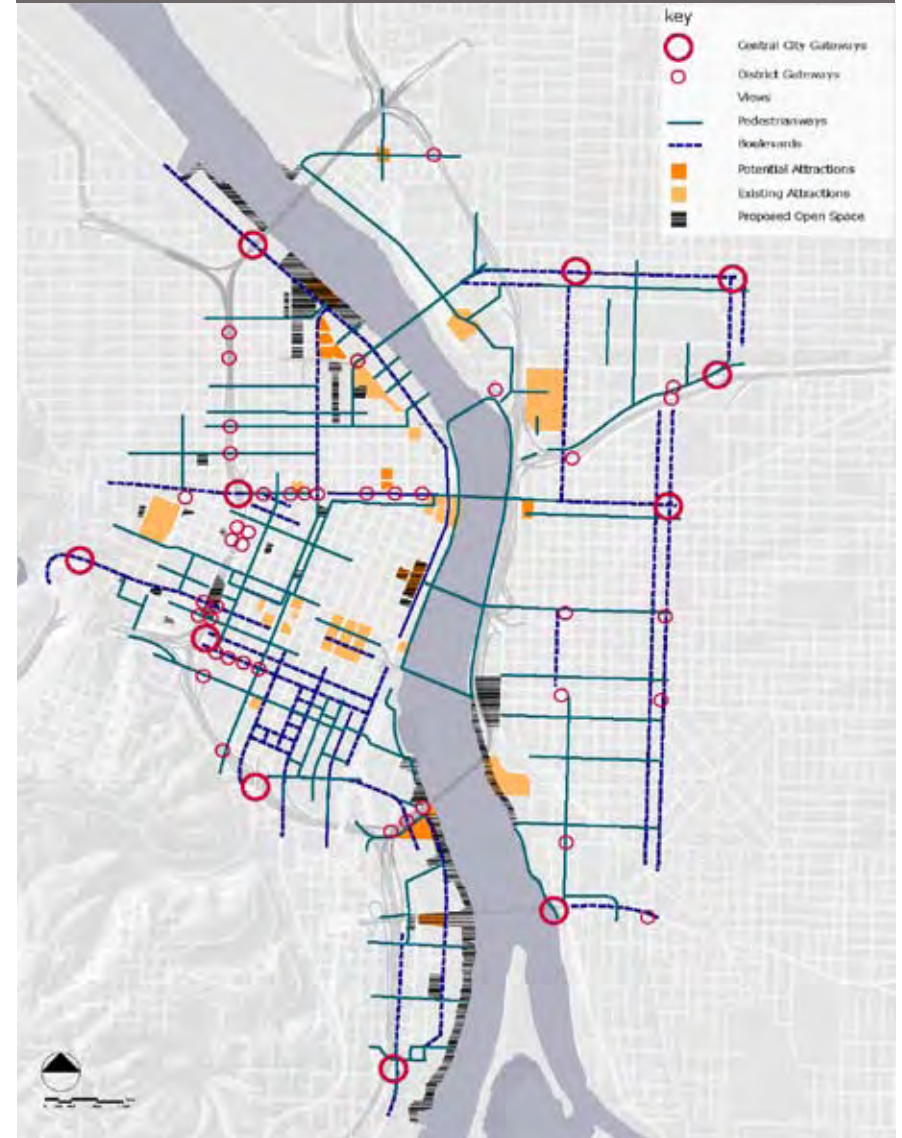 key
Central City Gateways
District Gateways
Views
Pedestrianways
Boulevards
Potential Attractions
Existing Attractions
Proposed Open Space